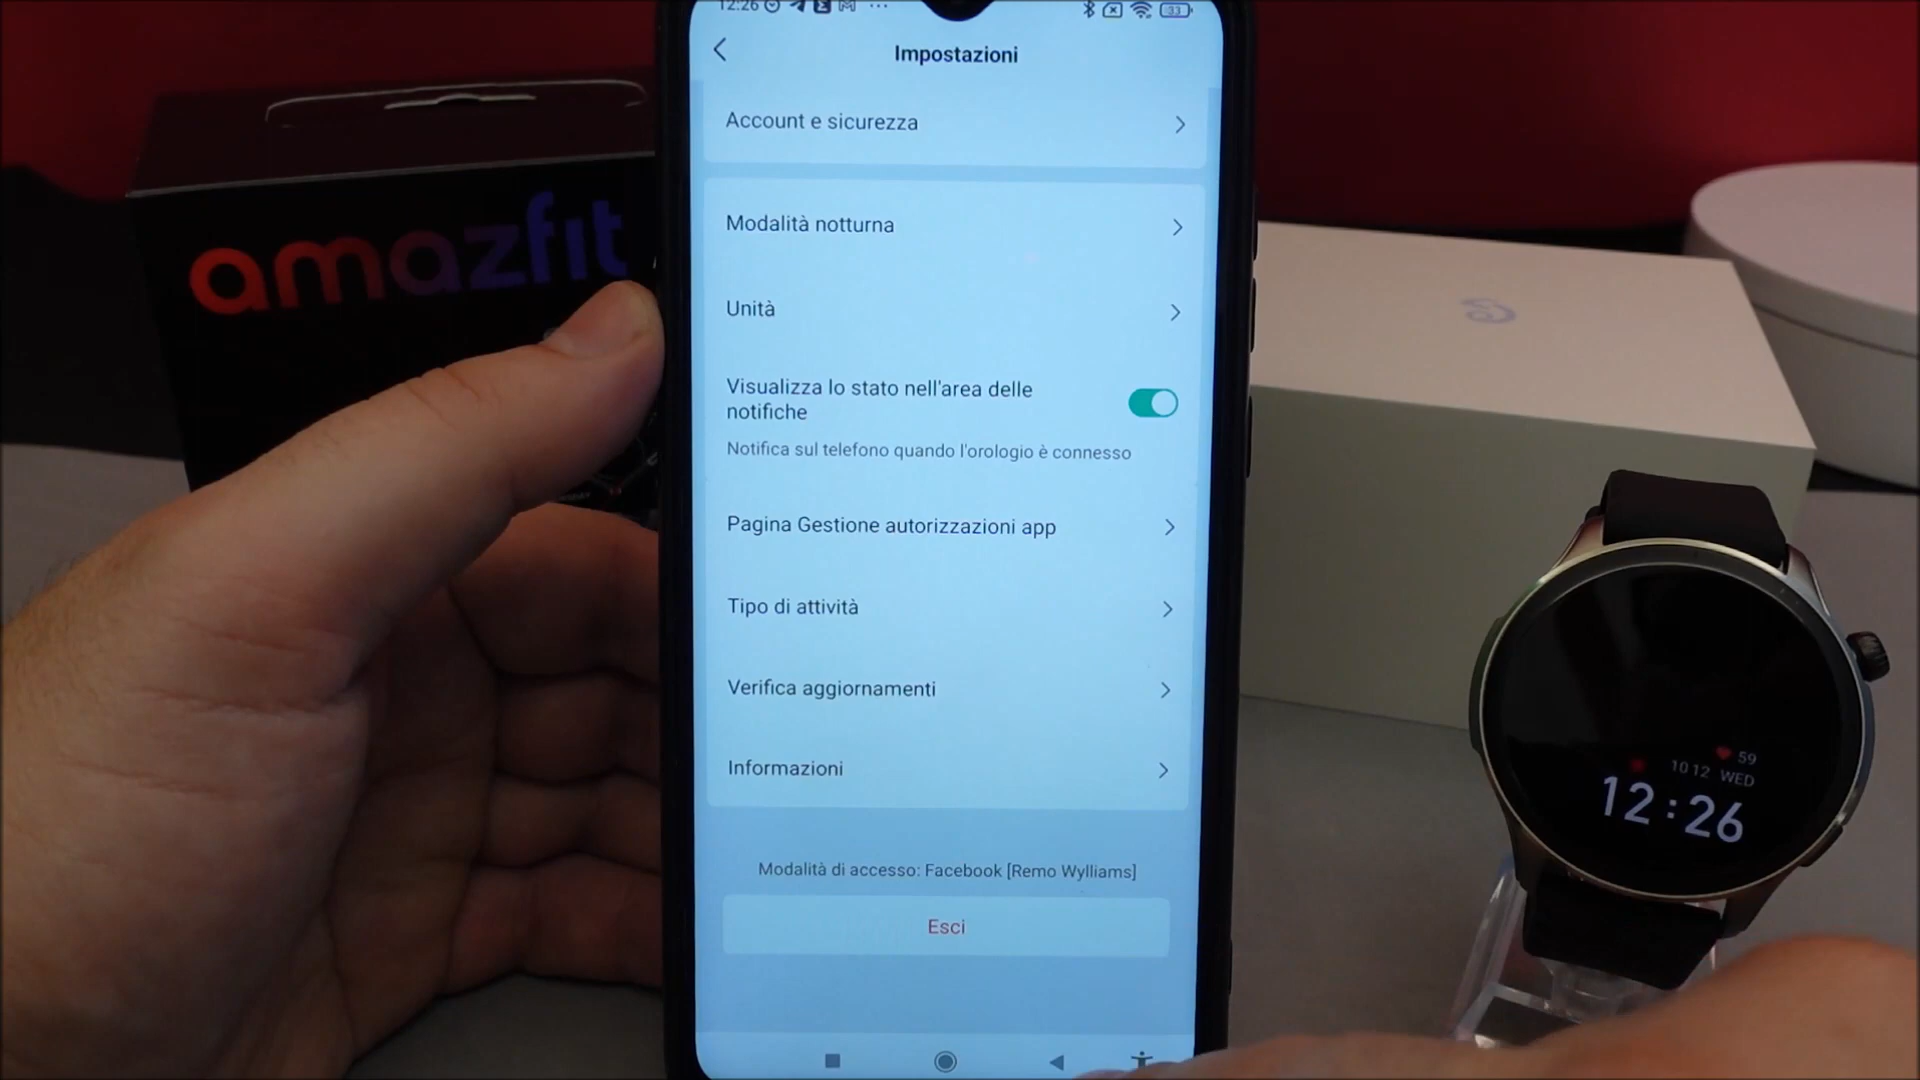 12:26
33
Impostazioni
Account e sicurezza
amazfit
Modalità notturna
Unità
Visualizza lo stato nell'area delle
notifiche
Notifica sul telefono quando l'orologio è connesso
Pagina Gestione autorizzazioni app
Tipo di attività
Verifica aggiornamenti
Informazioni
59
10 12 WED
12:26
Modalità di accesso: Facebook [Remo Wylliams]
Esci